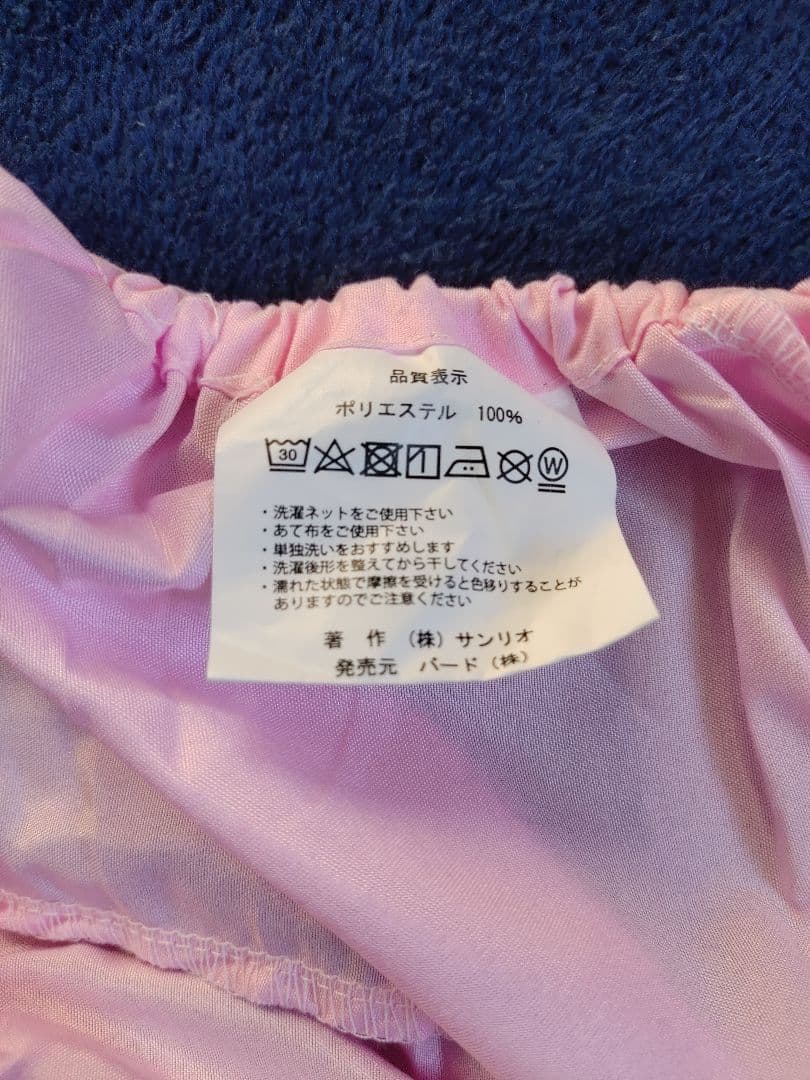 品質表示
ポリエステル 100%
30 W
・洗濯ネットをご使用下さい
・あて布をご使用下さい
・単独洗いをおすすめします
・洗濯後形を整えてから干してください
・濡れた状態で摩擦を受けると色移りすることが
ありますのでご注意ください
著 作 (株) サンリオ
発売元 バード (株)